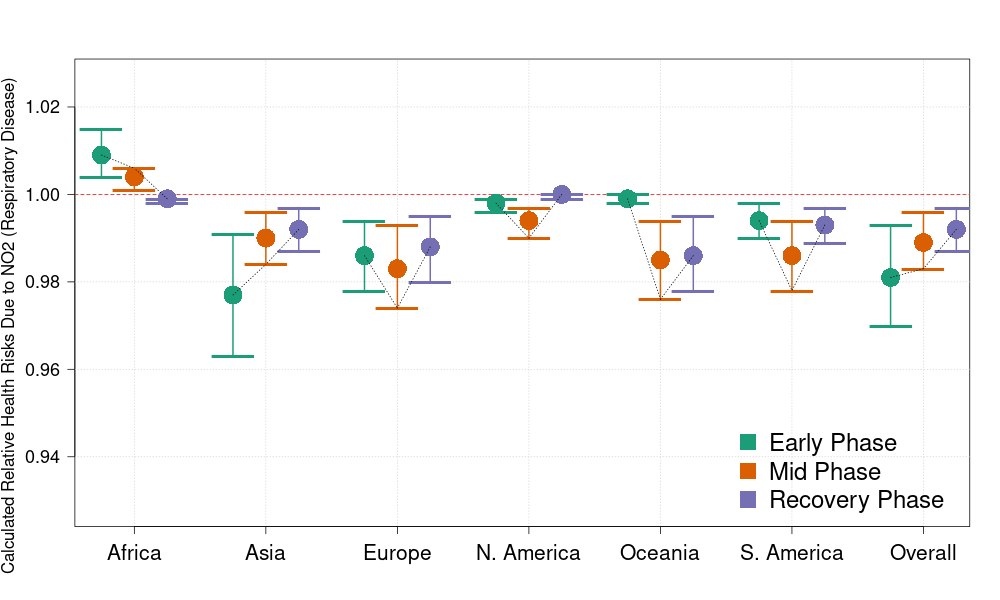 Calculated Relative Health Risks Due to NO2 (Respiratory Disease)
1.02
1.00
0.98
0.96
0.94
Early Phase
Mid Phase
Recovery Phase
Africa Asia Europe N. America Oceania S. America Overall